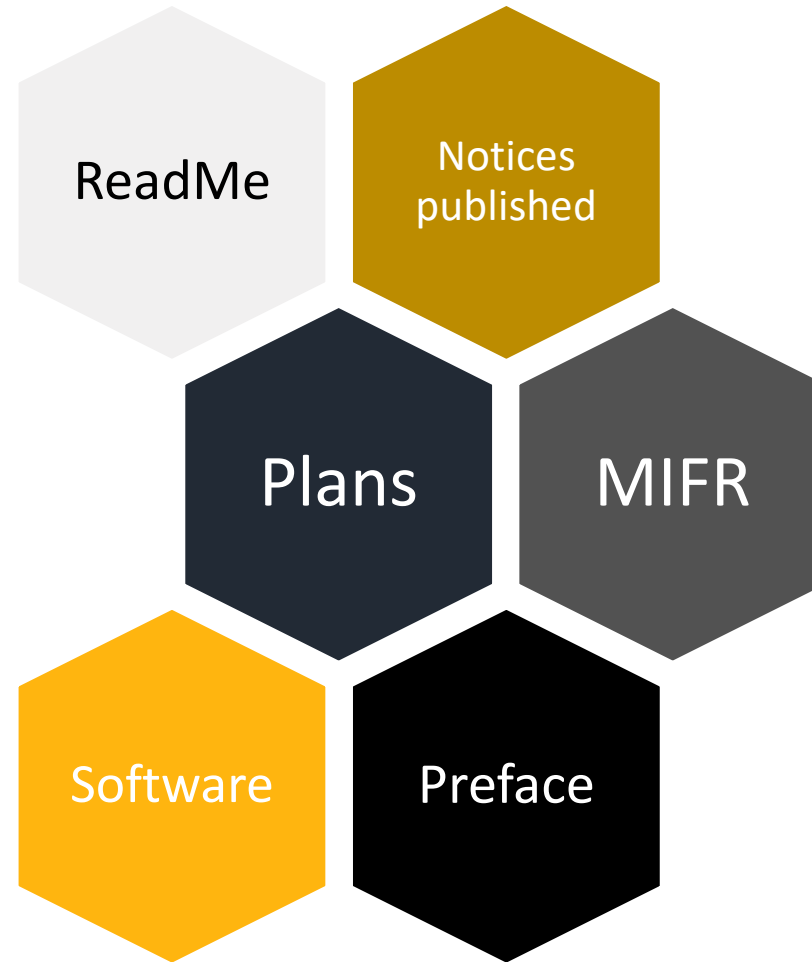 ReadMe
Notices
published
Plans
MIFR
Software
Preface